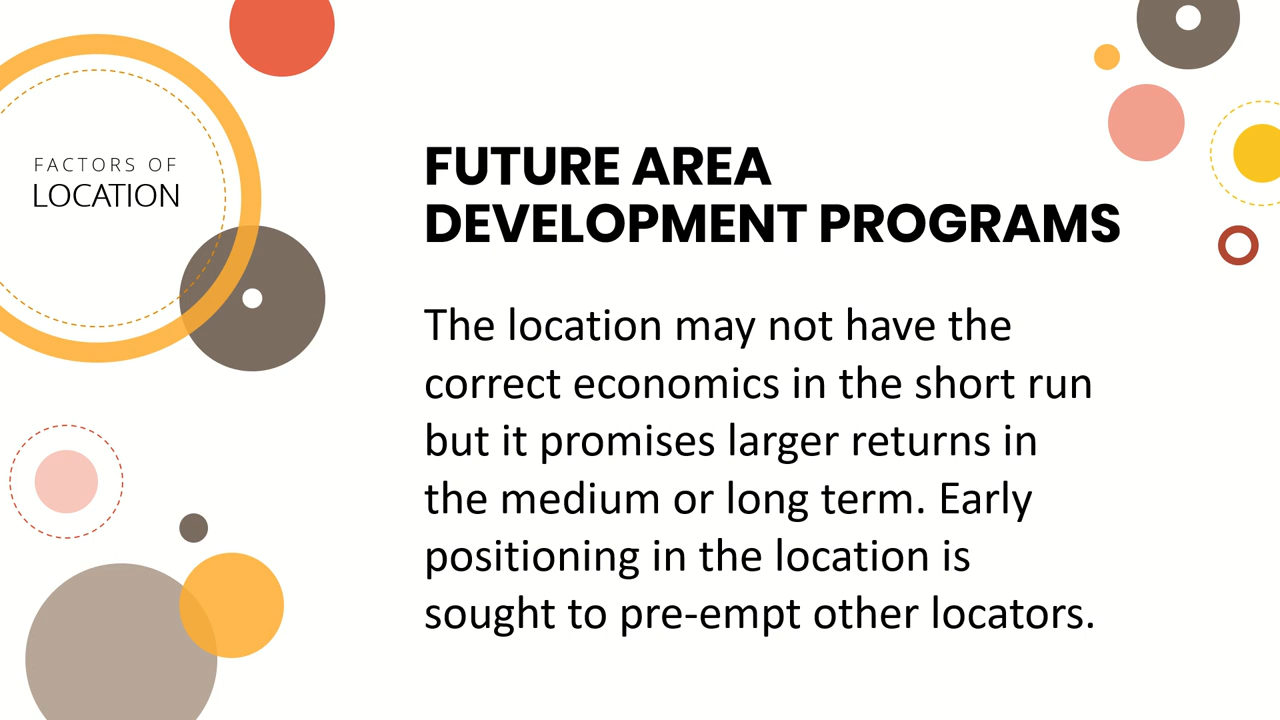 FACTORS OF
LOCATION
FUTURE AREA
DEVELOPMENT PROGRAMS
The location may not have the
correct economics in the short run
but it promises larger returns in
the medium or long term. Early
positioning in the location is
sought to pre-empt other locators.